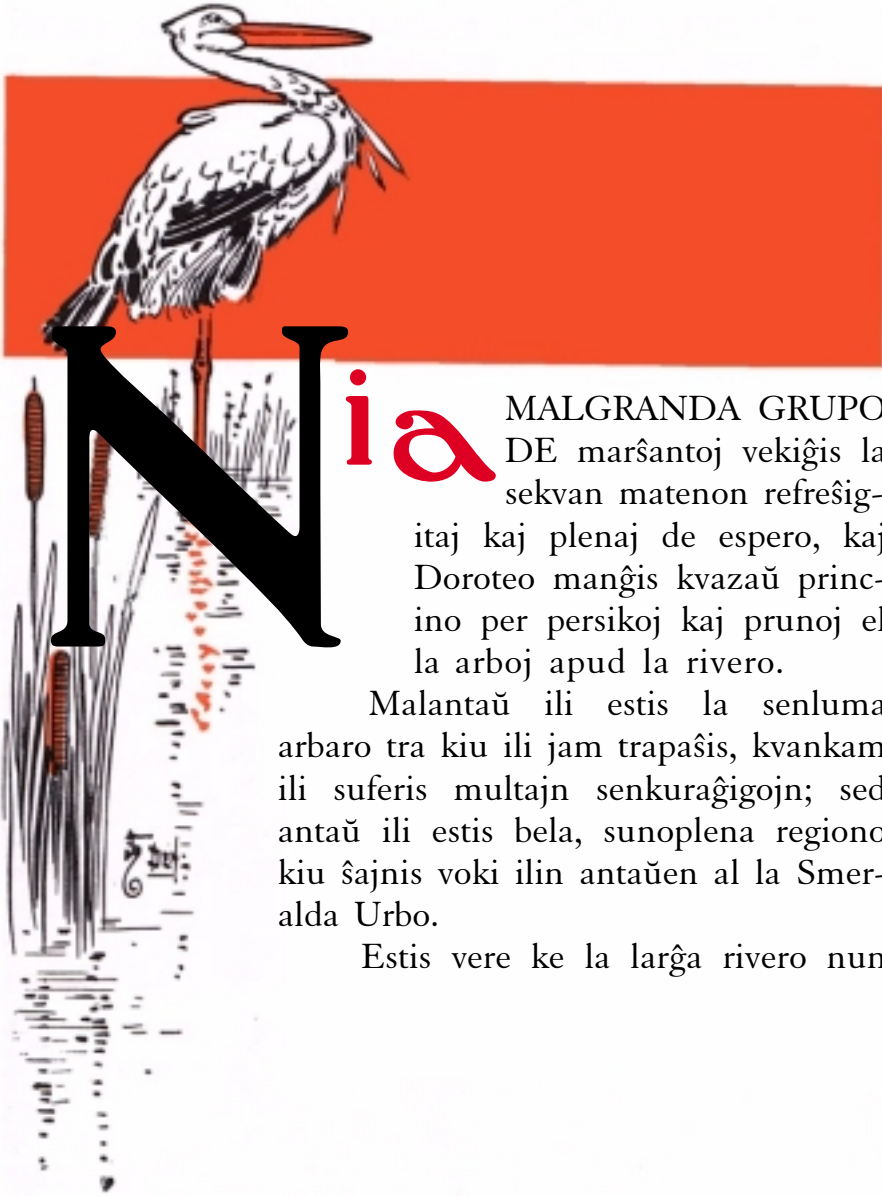 Nia MALGRANDA GRUPO
DE marŝantoj vekiĝis la
sekvan matenon refreŝig-
itaj kaj plenaj de espero, kaj
Doroteo manĝis kvazaŭ princ-
ino per persikoj kaj prunoj el
la arboj apud la rivero.
Malantaŭ ili estis la senluma
arbaro tra kiu ili jam trapaŝis, kvankam
ili suferis multajn senkuraĝigojn; sed
antaŭ ili estis bela, sunoplena regiono
kiu ŝajnis voki ilin antaŭen al la Smer-
alda Urbo.
Estis vere ke la larĝa rivero nun